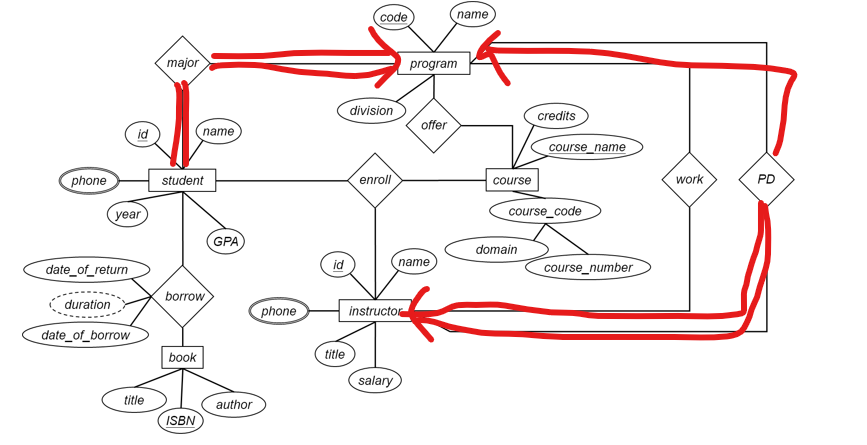 code
name
major
program
division
offer
credits
id
name
course_name
phone
student
enroll
course
work
PD
year
course_code
GPA
domain
id
name
course_number
date_of_return
duration
borrow
phone
instructor
date_of_borrow
title
book
salary
title
author
ISBN